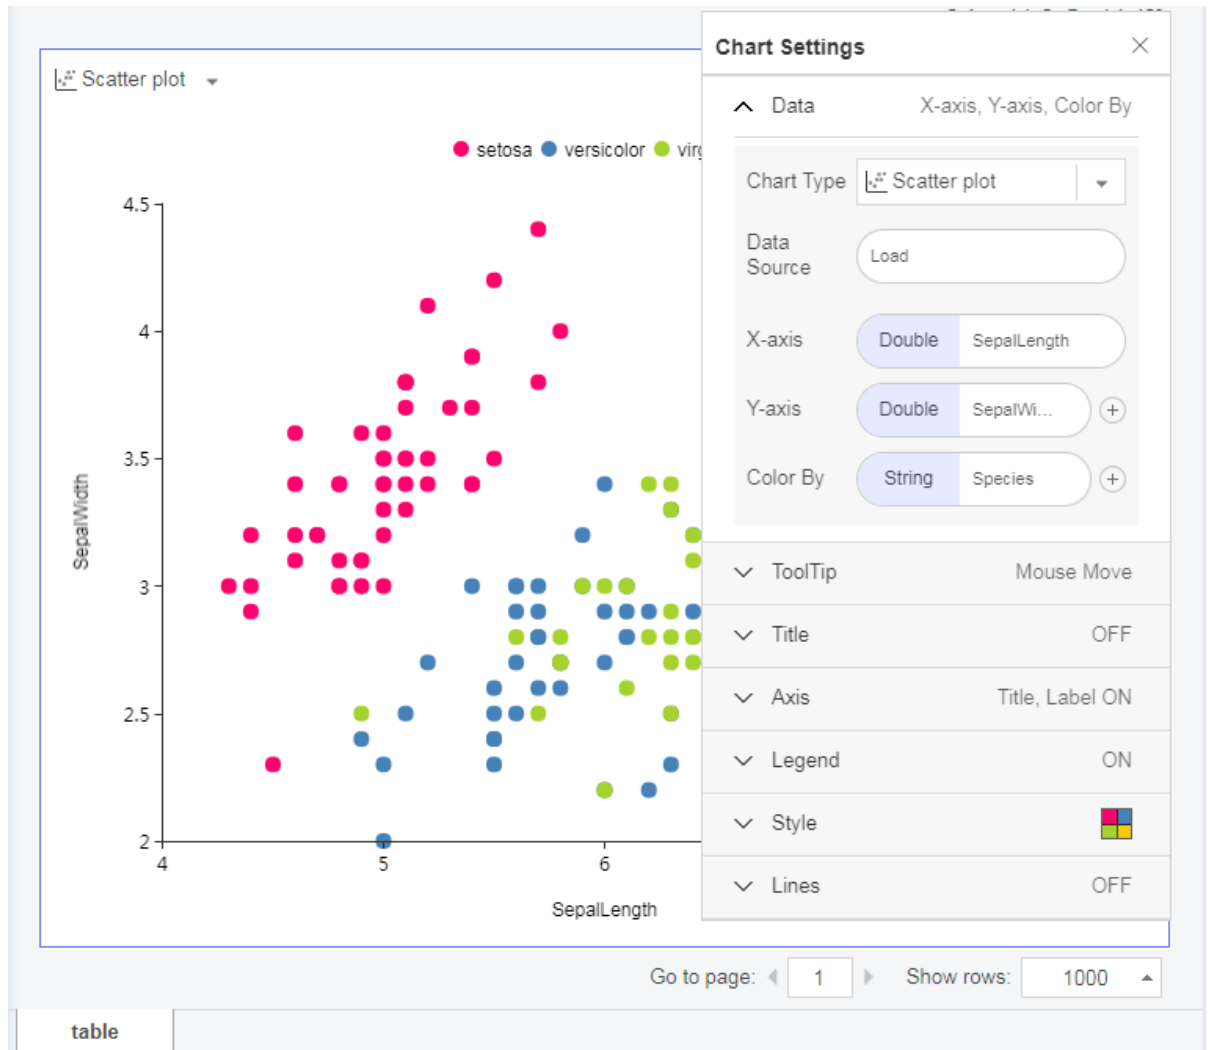 Chart Settings
Scatter plot
Data X-axis, Y-axis, Color By
setosa versicolor
Chart Type Scatter plot
Data
Source
Load
X-axis Double SepalLength
Y-axis Double SepalWi...
Color By String Species
ToolTip Mouse Move
Title OFF
Axis Title, Label ON
Legend ON
Style
Lines OFF
4.5
4
3.5
3
2.5
2
SepalWidth
4 5 6
SepalLength
Go to page: 1 Show rows: 1000
table